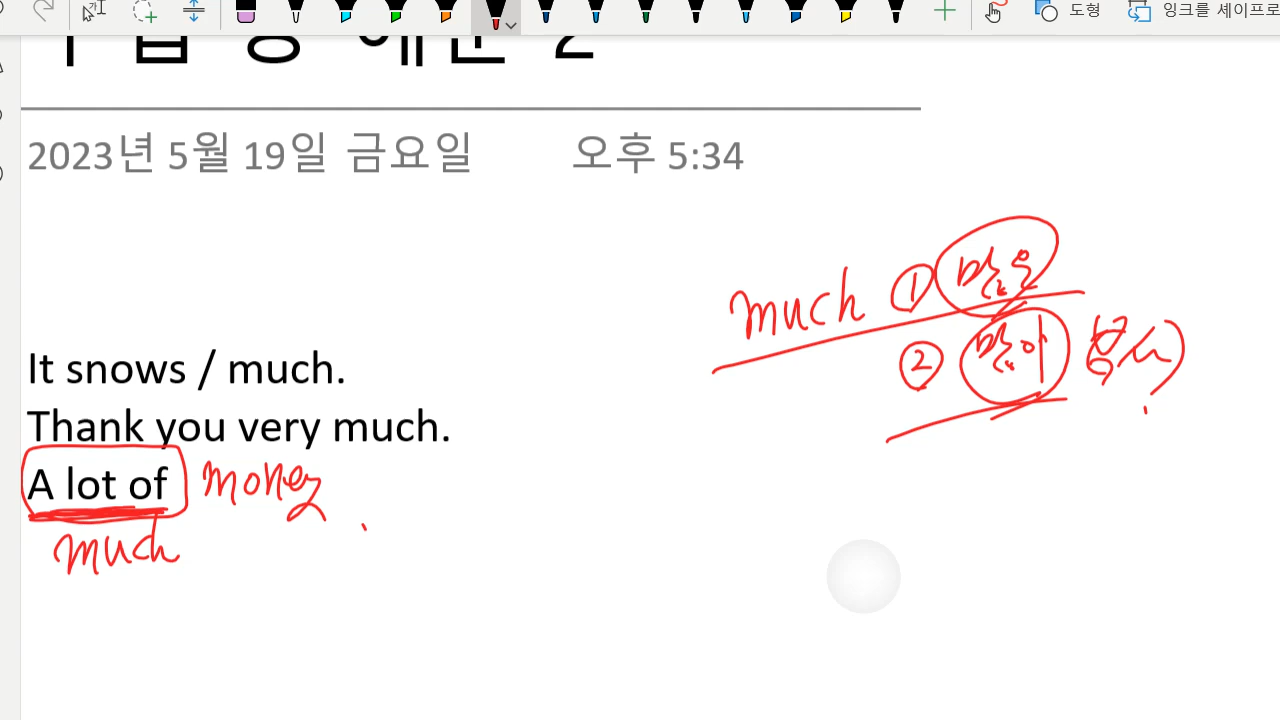 도형
잉크를 셰이프로
2023년 5월 19일 금요일 오후 5:34
much ① 많은
② 많이 부사)
It snows / much.
Thank you very much.
A lot of money
much